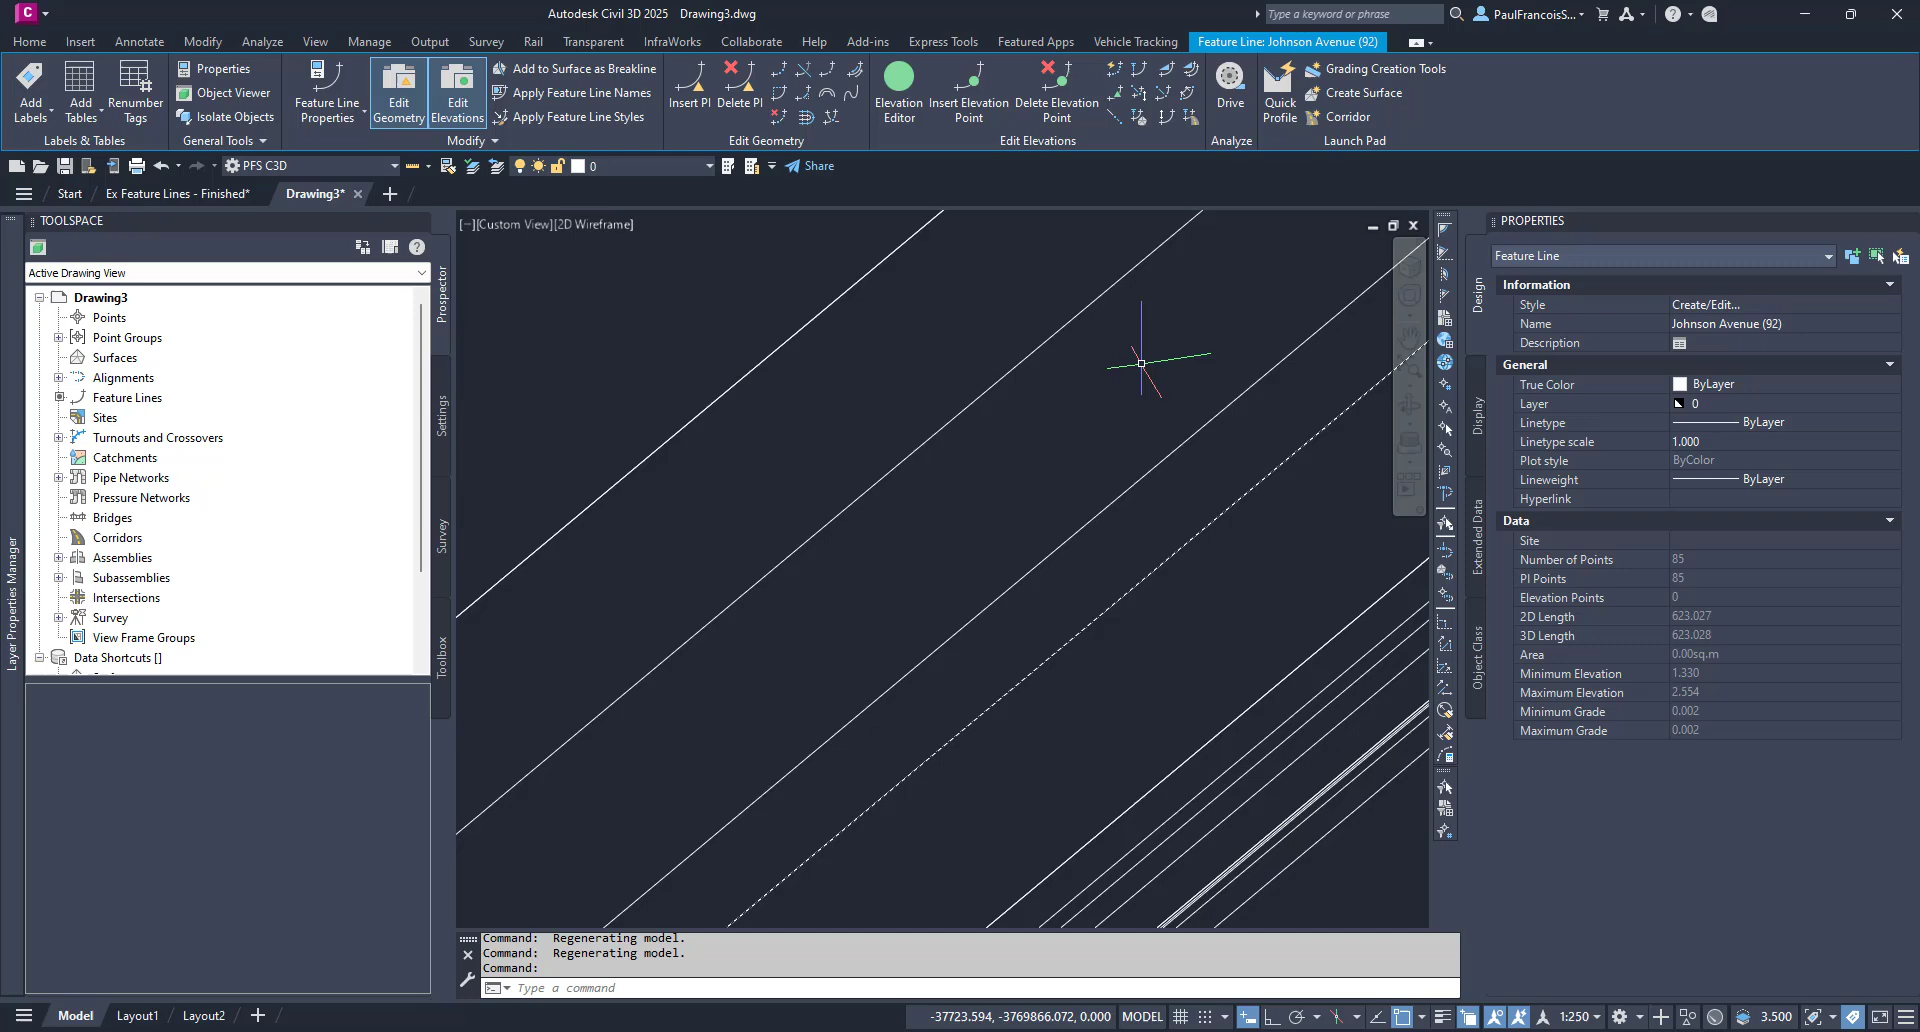 Autodesk Civil 3D 2025 Drawing3.dwg
Type a keyword or phrase
PaulFrancoisS...
Home Insert Annotate Modify Analyze View Manage Output Survey Rail Transparent InfraWorks Collaborate Help Add-ins Express Tools Featured Apps Vehicle Tracking Feature Line: Johnson Avenue (92)
Add Labels
Add Tables
Renumber Tags
Properties
Object Viewer
Isolate Objects
Feature Line Properties
Edit Geometry
Edit Elevations
Add to Surface as Breakline
Apply Feature Line Names
Apply Feature Line Styles
Insert PI
Delete PI
Elevation Editor
Insert Elevation Point
Delete Elevation Point
Drive
Quick Profile
Grading Creation Tools
Create Surface
Corridor
Labels & Tables
General Tools
Modify
Edit Geometry
Edit Elevations
Analyze
Launch Pad
PFS C3D
0
Share
Start
Ex Feature Lines - Finished*
Drawing3*
TOOLSPACE
Active Drawing View
Drawing3
Points
Point Groups
Surfaces
Alignments
Feature Lines
Sites
Turnouts and Crossovers
Catchments
Pipe Networks
Pressure Networks
Bridges
Corridors
Assemblies
Subassemblies
Intersections
Survey
View Frame Groups
Data Shortcuts []
Prospector
Settings
Survey
Toolbox
Layer Properties Manager
[−][Custom View][2D Wireframe]
PROPERTIES
Feature Line
Design
Display
Extended Data
Object Class
Information
Style Create/Edit...
Name Johnson Avenue (92)
Description
General
True Color ByLayer
Layer 0
Linetype ByLayer
Linetype scale 1.000
Plot style ByColor
Lineweight ByLayer
Hyperlink
Data
Site
Number of Points 85
PI Points 85
Elevation Points 0
2D Length 623.027
3D Length 623.028
Area 0.00sq.m
Minimum Elevation 1.330
Maximum Elevation 2.554
Minimum Grade 0.002
Maximum Grade 0.002
Command: Regenerating model.
Command: Regenerating model.
Command:
Type a command
Model Layout1 Layout2
-37723.594, -3769866.072, 0.000 MODEL
1:250
3.500